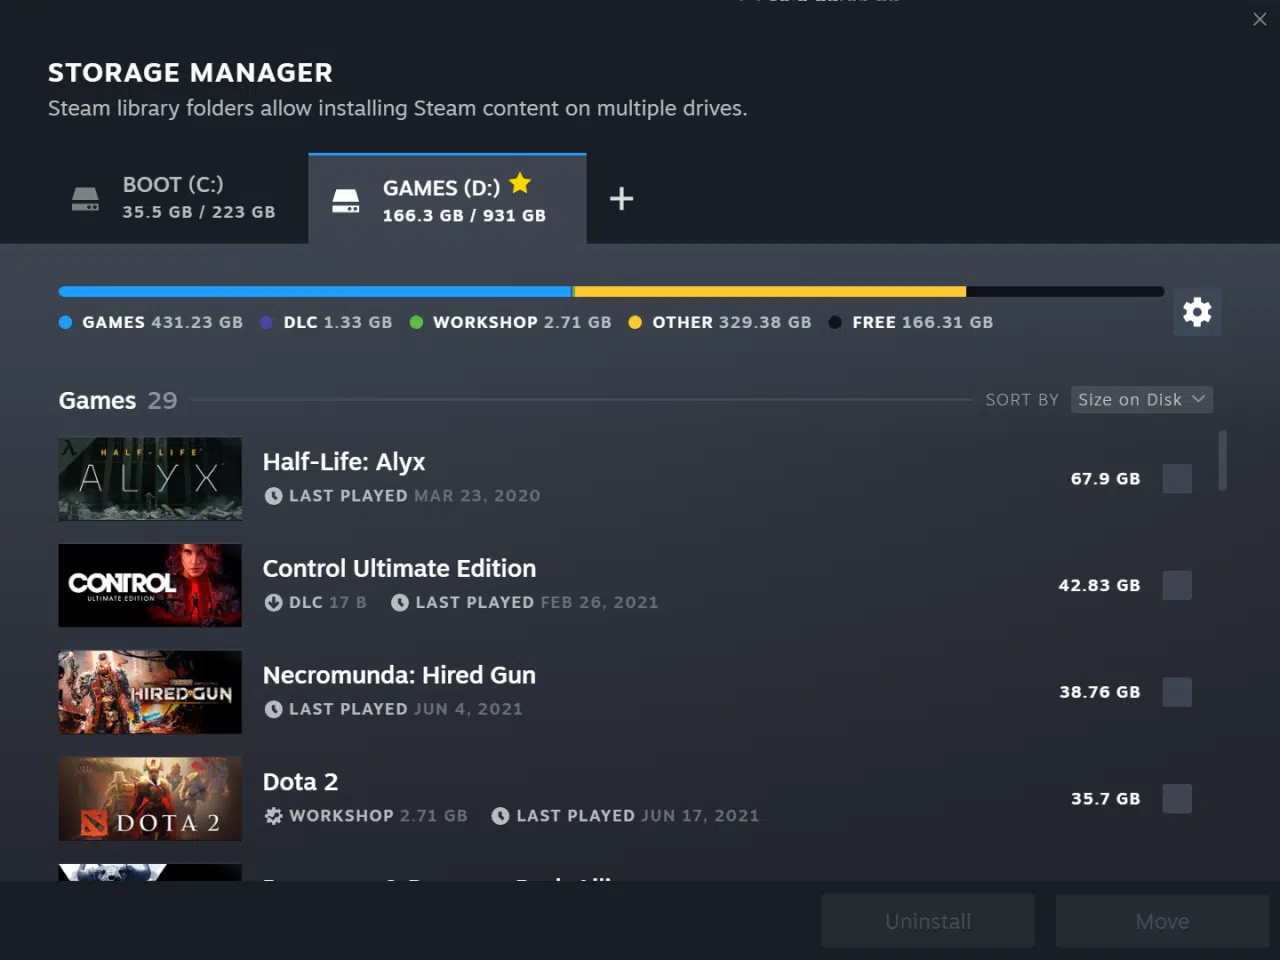 STORAGE MANAGER
Steam library folders allow installing Steam content on multiple drives.
BOOT (C:)
35.5 GB / 223 GB
GAMES (D:)
166.3 GB / 931 GB
GAMES 431.23 GB DLC 1.33 GB WORKSHOP 2.71 GB OTHER 329.38 GB FREE 166.31 GB
Games 29
SORT BY Size on Disk
HALF-LIFE
ALYX
Half-Life: Alyx
LAST PLAYED MAR 23, 2020
67.9 GB
CONTROL
ULTIMATE EDITION
Control Ultimate Edition
DLC 17 B LAST PLAYED FEB 26, 2021
42.83 GB
HIRED GUN
Necromunda: Hired Gun
LAST PLAYED JUN 4, 2021
38.76 GB
DOTA 2
Dota 2
WORKSHOP 2.71 GB LAST PLAYED JUN 17, 2021
35.7 GB
Uninstall
Move